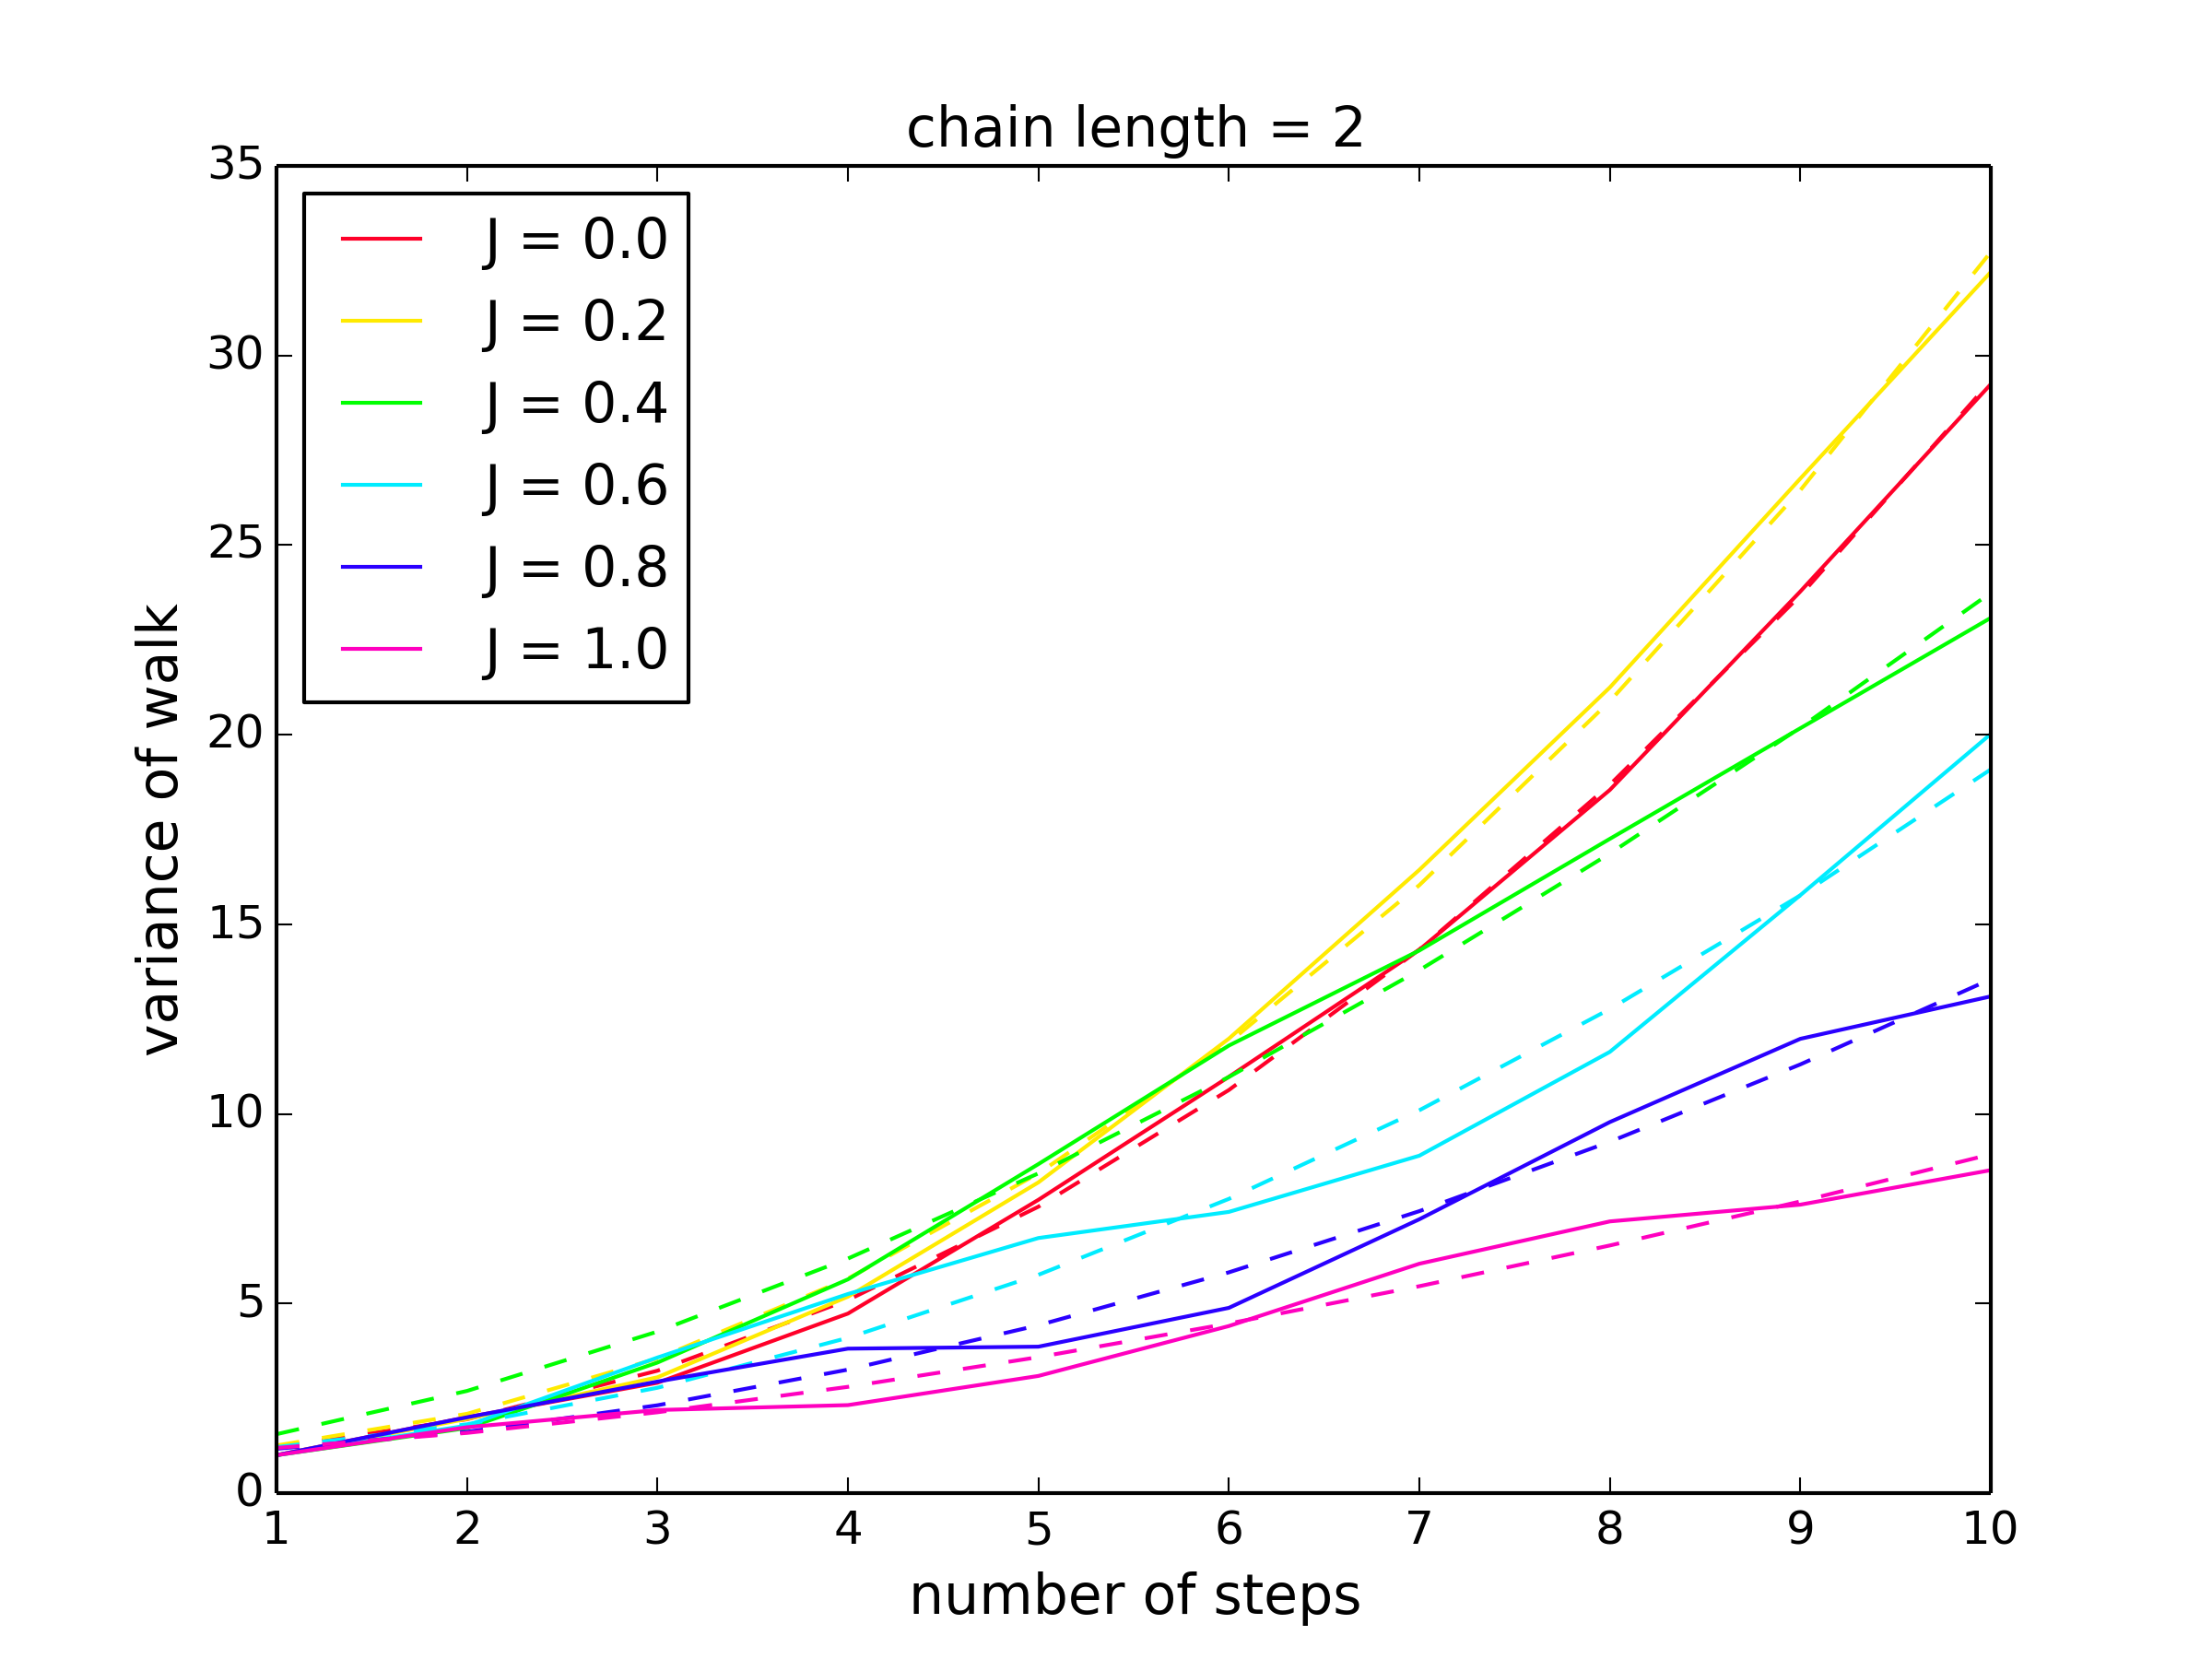 chain length = 2
35
30
25
20
15
10
5
0
J = 0.0
J = 0.2
J = 0.4
J = 0.6
J = 0.8
J = 1.0
variance of walk
1 2 3 4 5 6 7 8 9 10
number of steps